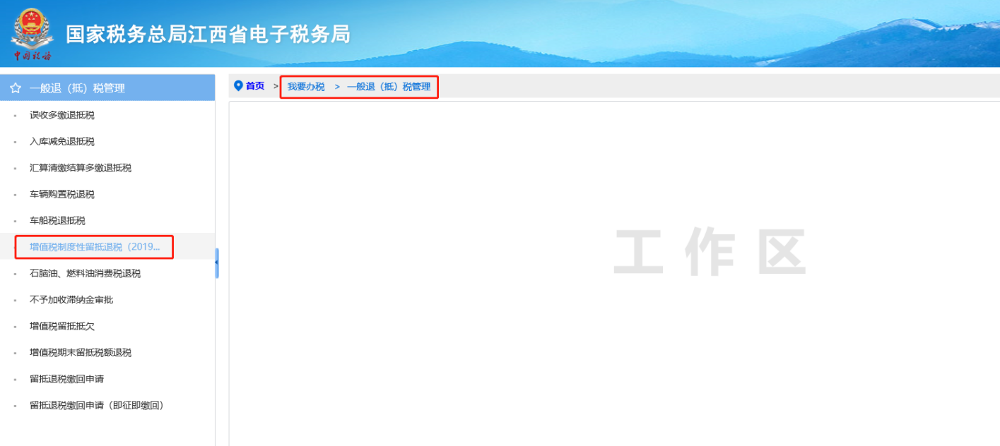 国家税务总局江西省电子税务局
中国税务
一般退（抵）税管理
首页 > 我要办税 > 一般退（抵）税管理
误收多缴退抵税
入库减免退抵税
汇算清缴结算多缴退抵税
车辆购置税退税
车船税退抵税
增值税制度性留抵退税（2019...
石脑油、燃料油消费税退税
不予加收滞纳金审批
增值税留抵抵欠
增值税期末留抵税额退税
留抵退税缴回申请
留抵退税缴回申请（即征即缴回）
工作区